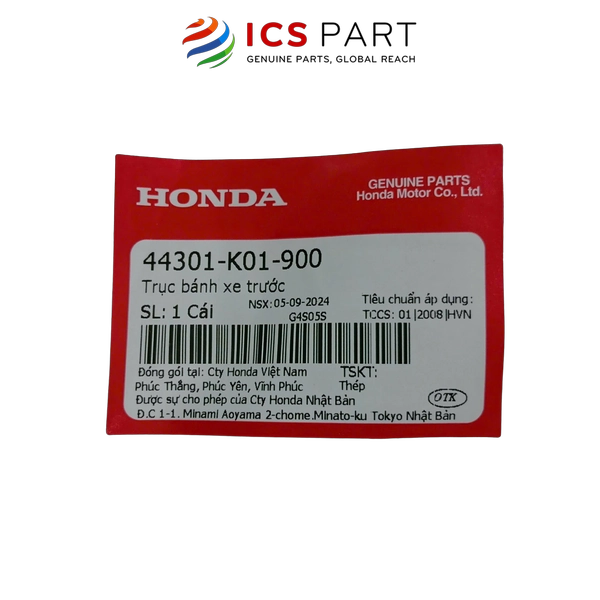 ICS PART
GENUINE PARTS, GLOBAL REACH
HONDA
GENUINE PARTS
Honda Motor Co., Ltd.
44301-K01-900
Trục bánh xe trước
SL: 1 Cái
NSX: 05-09-2024
G4S05S
Tiêu chuẩn áp dụng:
TCCS: 01|2008|HVN
Đóng gói tại: Cty Honda Việt Nam
Phúc Thắng, Phúc Yên, Vĩnh Phúc
TSKT:
Thép
Được sự cho phép của Cty Honda Nhật Bản
Đ.C 1-1. Minami Aoyama 2-chome.Minato-ku Tokyo Nhật Bản
OTK